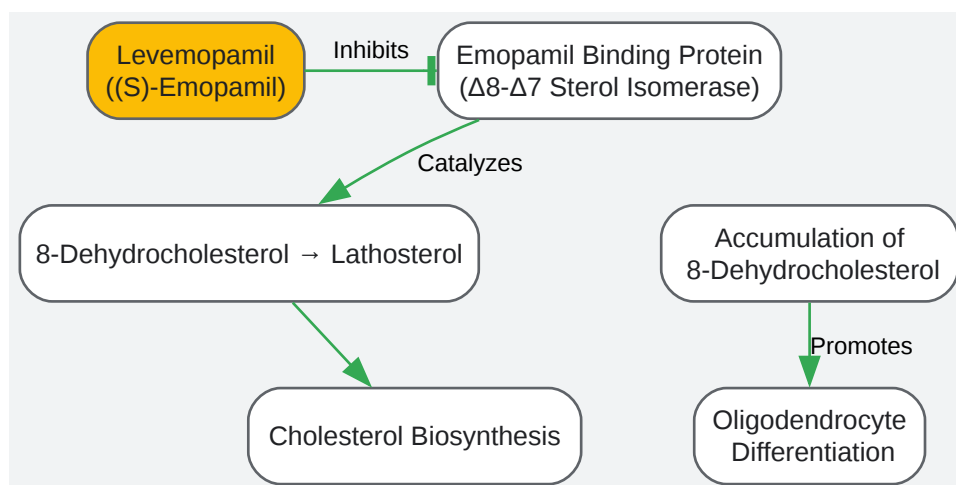 Levemopamil
((S)-Emopamil)
Inhibits
Emopamil Binding Protein
(Δ8-Δ7 Sterol Isomerase)
Catalyzes
8-Dehydrocholesterol → Lathosterol
Accumulation of
8-Dehydrocholesterol
Promotes
Cholesterol Biosynthesis
Oligodendrocyte
Differentiation